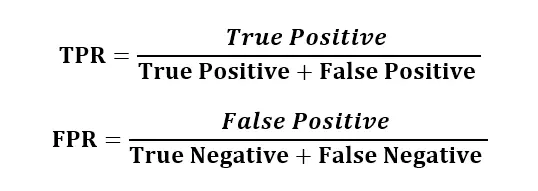 TPR = True Positive / True Positive + False Positive
FPR = False Positive / True Negative + False Negative